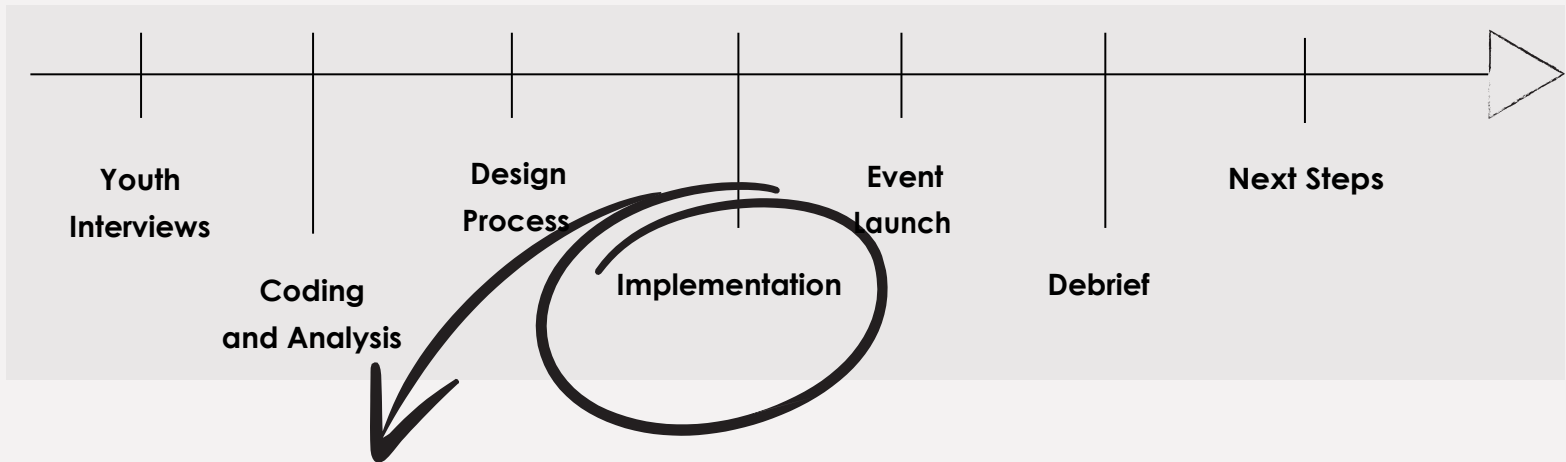 Youth
Interviews
Coding
and Analysis
Design
Process
Implementation
Event
Launch
Debrief
Next Steps